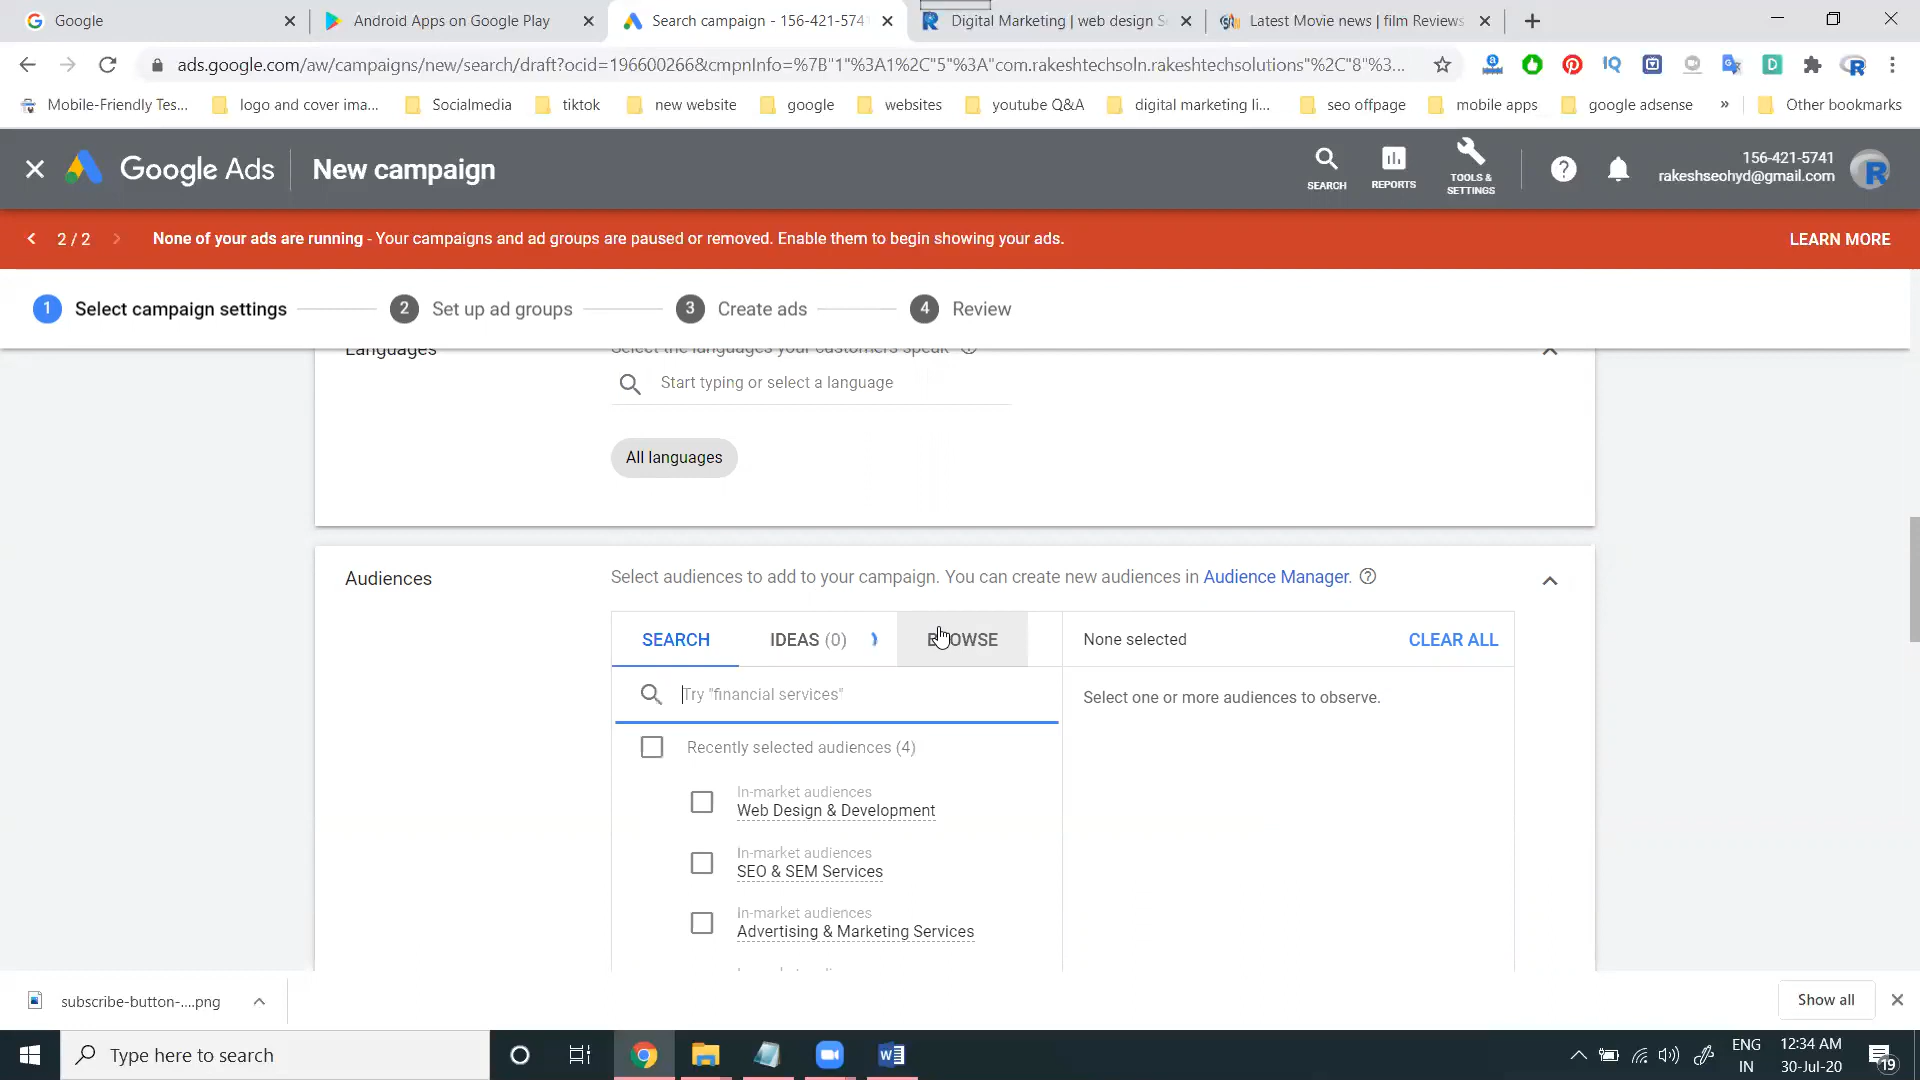 Google
Android Apps on Google Play
Search campaign - 156-421-5741
Digital Marketing | web design S
Latest Movie news | film Reviews
ads.google.com/aw/campaigns/new/search/draft?ocid=196600266&cmpnInfo=%7B"1"%3A1%2C"5"%3A"com.rakeshtechsoln.rakeshtechsolutions"%2C"8"%3...
Mobile-Friendly Tes...
logo and cover ima...
Socialmedia
tiktok
new website
google
websites
youtube Q&A
digital marketing li...
seo offpage
mobile apps
google adsense
»
Other bookmarks
Google Ads
New campaign
SEARCH
REPORTS
TOOLS &
SETTINGS
156-421-5741
rakeshseohyd@gmail.com
2 / 2
None of your ads are running - Your campaigns and ad groups are paused or removed. Enable them to begin showing your ads.
LEARN MORE
1 Select campaign settings
2 Set up ad groups
3 Create ads
4 Review
Languages
Select the languages your customers speak
Start typing or select a language
All languages
Audiences
Select audiences to add to your campaign. You can create new audiences in Audience Manager.
SEARCH
IDEAS (0)
BROWSE
None selected
CLEAR ALL
Try "financial services"
Select one or more audiences to observe.
Recently selected audiences (4)
In-market audiences
Web Design & Development
In-market audiences
SEO & SEM Services
In-market audiences
Advertising & Marketing Services
subscribe-button-....png
Show all
Type here to search
ENG
IN
12:34 AM
30-Jul-20
19